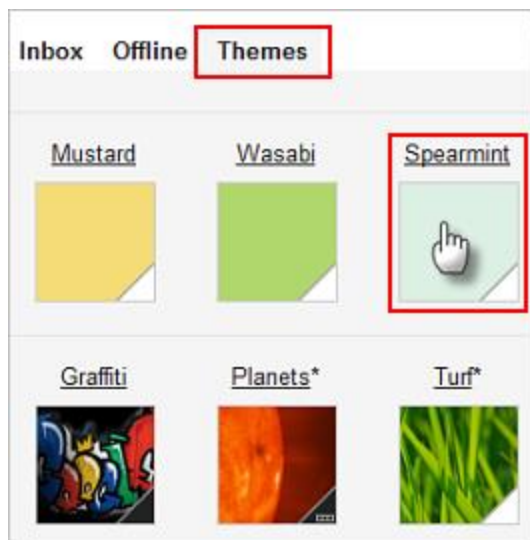 Inbox Offline Themes
Mustard Wasabi Spearmint
Graffiti Planets* Turf*